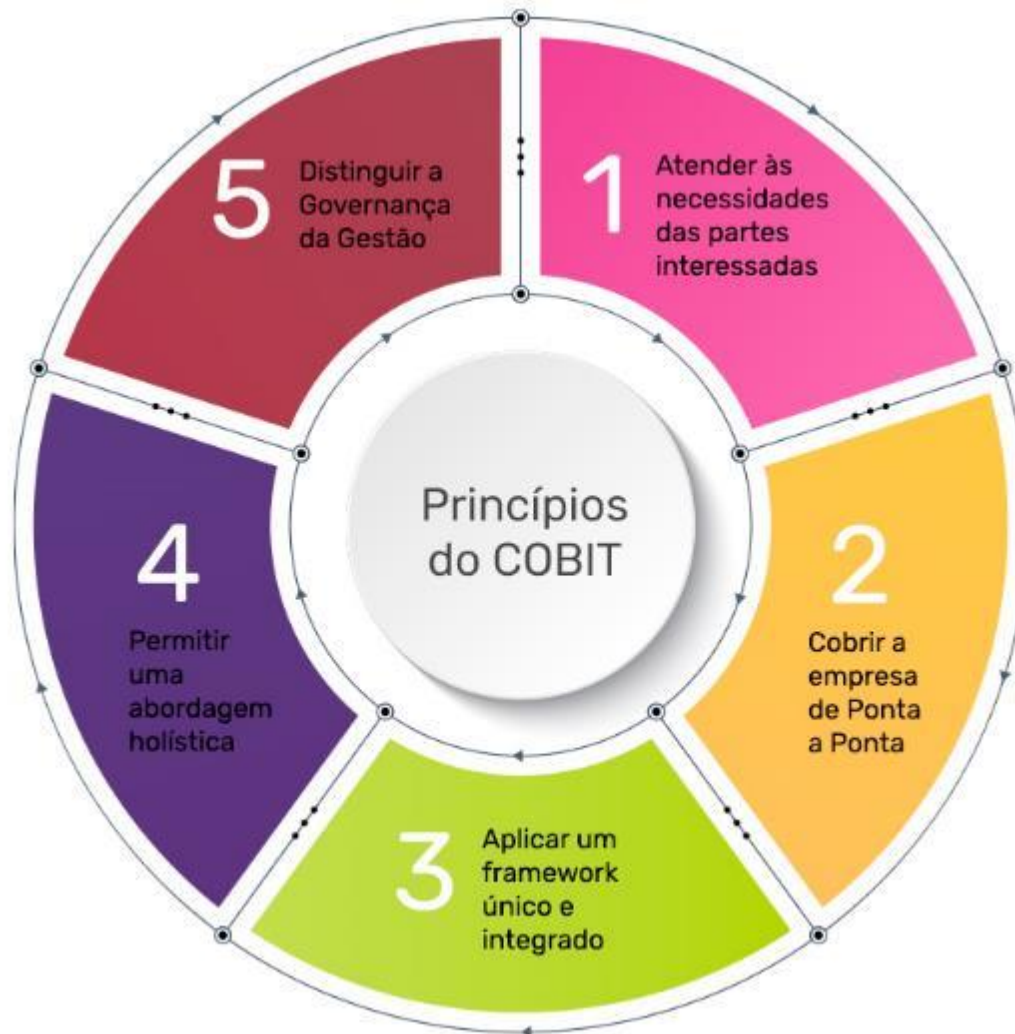 Princípios
do COBIT
1
Atender às
necessidades
das partes
interessadas
2
Cobrir a
empresa
de Ponta
a Ponta
3
Aplicar um
framework
único e
integrado
4
Permitir
uma
abordagem
holística
5
Distinguir a
Governança
da Gestão